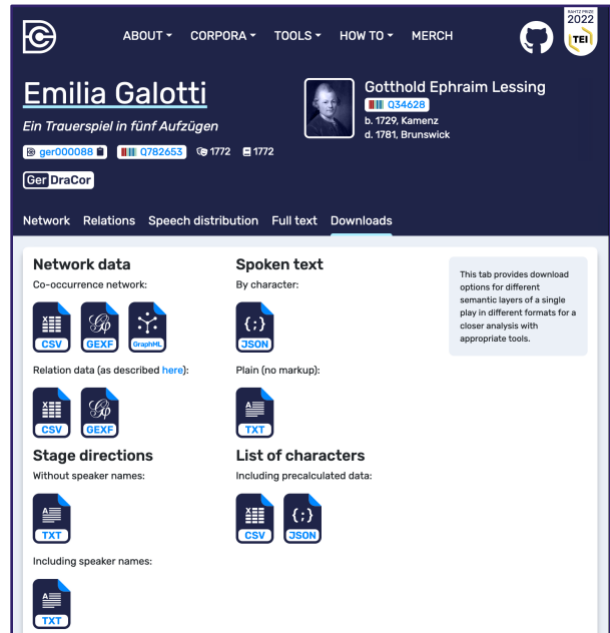 ABOUT CORPORA TOOLS HOW TO MERCH
RAHTZ PRIZE
2022
TEI
Emilia Galotti
Ein Trauerspiel in fünf Aufzügen
ger000088 Q782653 1772 1772
GerDraCor
Gotthold Ephraim Lessing
Q34628
b. 1729, Kamenz
d. 1781, Brunswick
Network Relations Speech distribution Full text Downloads
Network data
Co-occurrence network:
CSV GEXF GraphML
Relation data (as described here):
CSV GEXF
Stage directions
Without speaker names:
TXT
Including speaker names:
TXT
Spoken text
By character:
{;}
JSON
Plain (no markup):
TXT
List of characters
Including precalculated data:
{;}
CSV JSON
This tab provides download
options for different
semantic layers of a single
play in different formats for a
closer analysis with
appropriate tools.